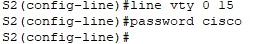 S2(config-line)#line vty 0 15
S2(config-line)#password cisco
S2(config-line)#